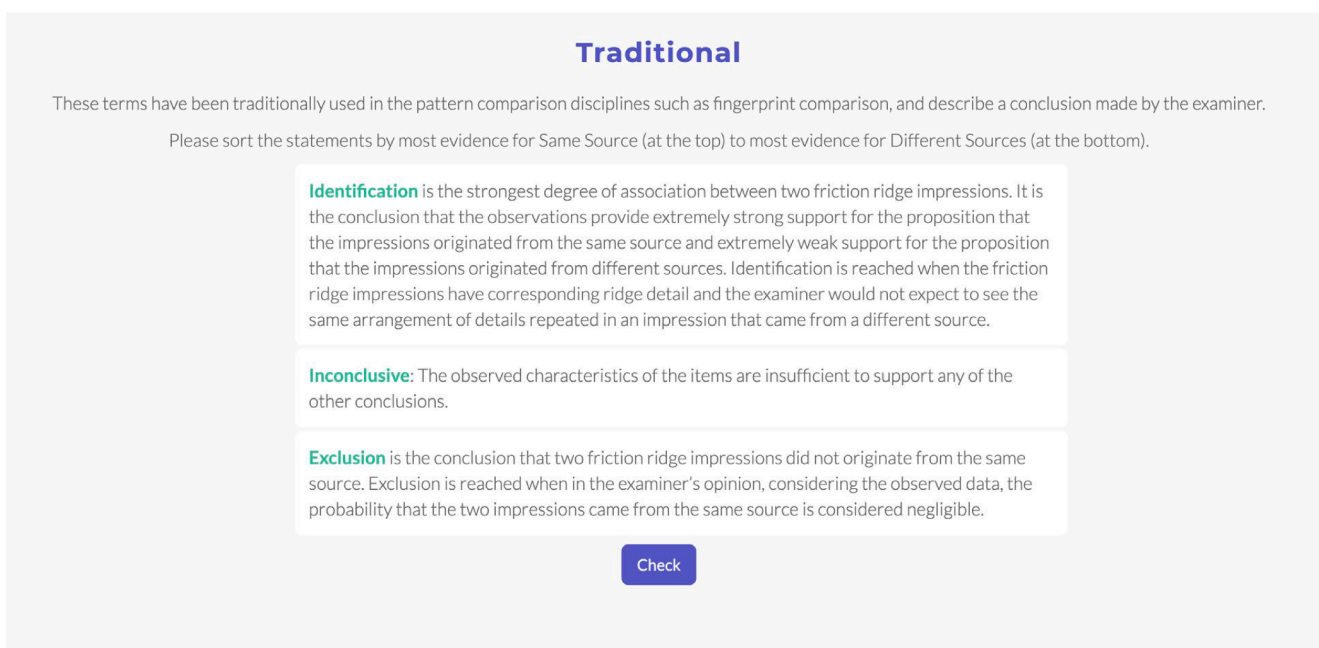 Traditional
These terms have been traditionally used in the pattern comparison disciplines such as fingerprint comparison, and describe a conclusion made by the examiner.
Please sort the statements by most evidence for Same Source (at the top) to most evidence for Different Sources (at the bottom).
Identification is the strongest degree of association between two friction ridge impressions. It is
the conclusion that the observations provide extremely strong support for the proposition that
the impressions originated from the same source and extremely weak support for the proposition
that the impressions originated from different sources. Identification is reached when the friction
ridge impressions have corresponding ridge detail and the examiner would not expect to see the
same arrangement of details repeated in an impression that came from a different source.
Inconclusive: The observed characteristics of the items are insufficient to support any of the
other conclusions.
Exclusion is the conclusion that two friction ridge impressions did not originate from the same
source. Exclusion is reached when in the examiner's opinion, considering the observed data, the
probability that the two impressions came from the same source is considered negligible.
Check